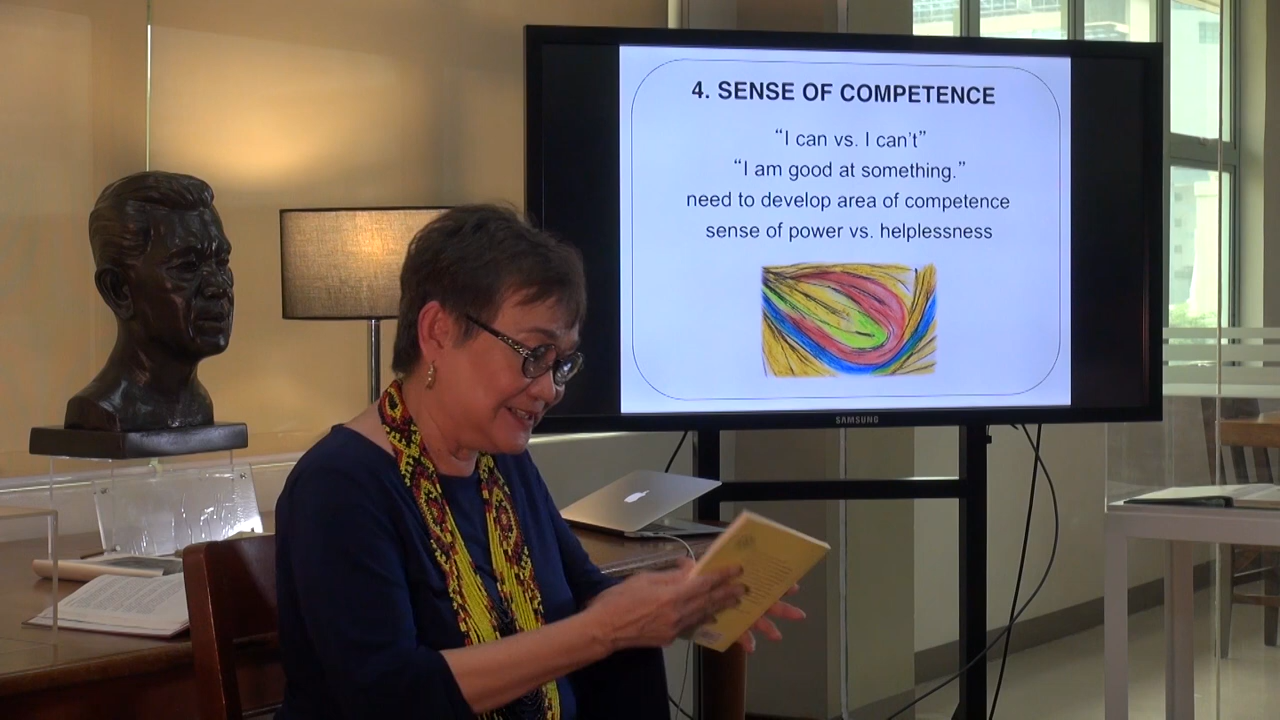 4. SENSE OF COMPETENCE
“I can vs. I can’t”
“I am good at something.”
need to develop area of competence
sense of power vs. helplessness
SAMSUNG